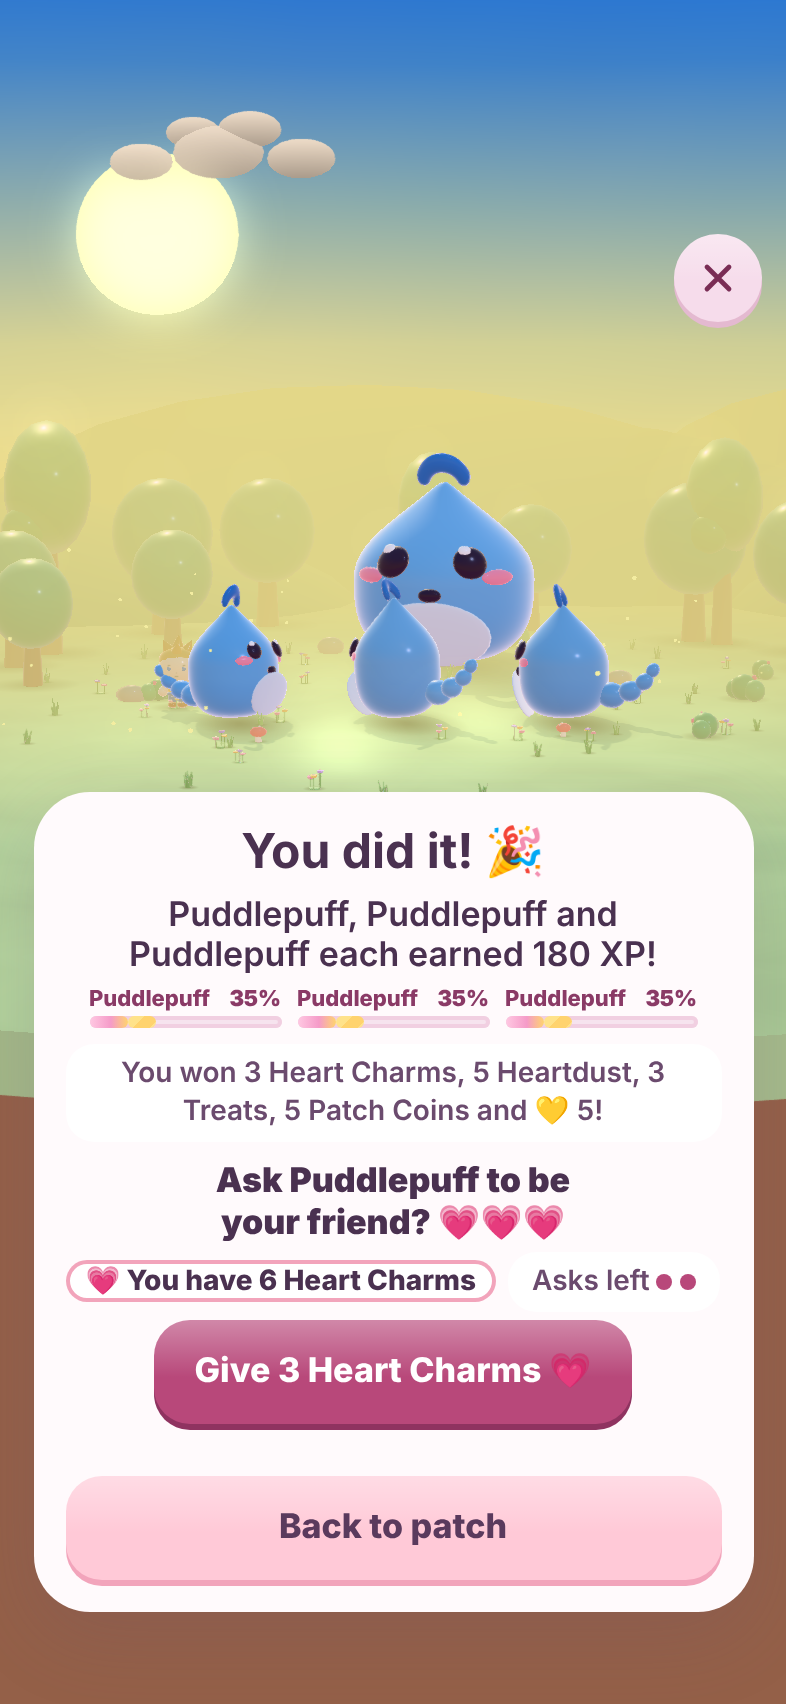 You did it! 🎉
Puddlepuff, Puddlepuff and
Puddlepuff each earned 180 XP!
Puddlepuff 35% Puddlepuff 35% Puddlepuff 35%
You won 3 Heart Charms, 5 Heartdust, 3
Treats, 5 Patch Coins and 💛 5!
Ask Puddlepuff to be
your friend? 💗💗💗
💗 You have 6 Heart Charms
Asks left
Give 3 Heart Charms 💗
Back to patch